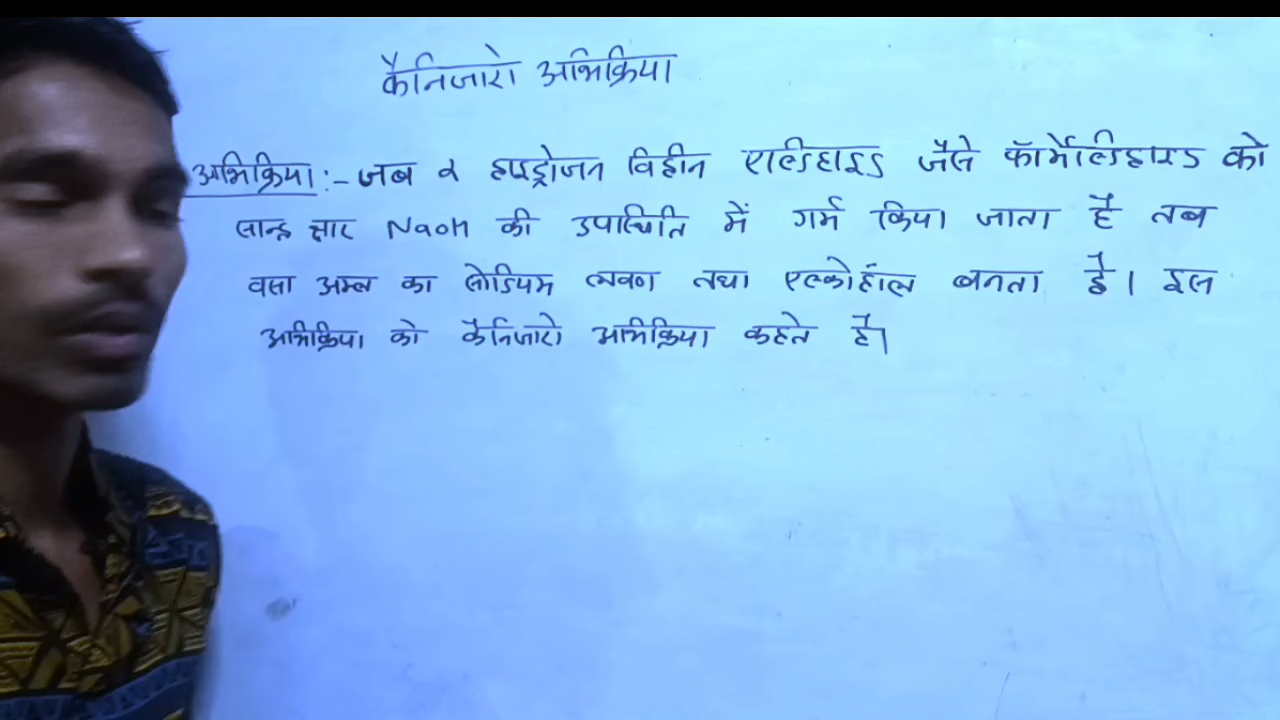 कैनिजारो अभिक्रिया
अभिक्रिया :- जब α हाइड्रोजन विहीन एल्डिहाइड जैसे फॉर्मेल्डिहाइड को
सान्द्र क्षार NaOH की उपस्थिति में गर्म किया जाता है तब
वसा अम्ल का सोडियम लवण तथा एल्कोहॉल बनता है। इस
अभिक्रिया को कैनिजारो अभिक्रिया कहते है।